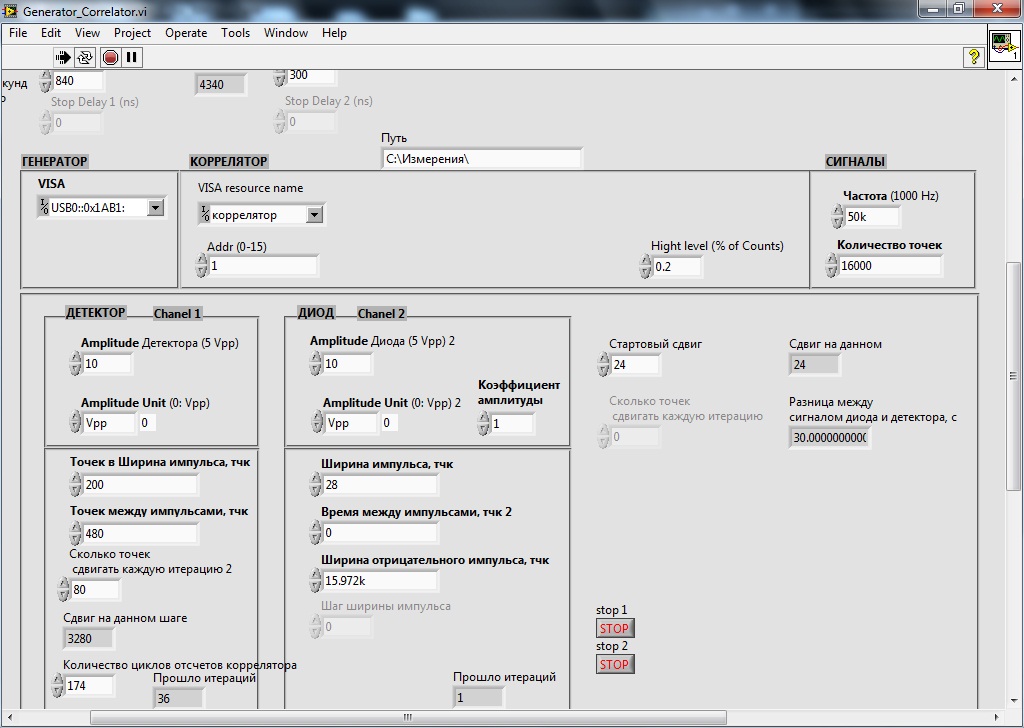 Generator_Correlator.vi
File Edit View Project Operate Tools Window Help
кунд 840 4340 300
Stop Delay 1 (ns) Stop Delay 2 (ns)
0 0
Путь
C:\Измерения\
ГЕНЕРАТОР КОРРЕЛЯТОР СИГНАЛЫ
VISA
USB0::0x1AB1:
VISA resource name
коррелятор
Addr (0-15)
1
Hight level (% of Counts)
0.2
Частота (1000 Hz)
50k
Количество точек
16000
ДЕТЕКТОР Chanel 1
Amplitude Детектора (5 Vpp)
10
Amplitude Unit (0: Vpp)
Vpp 0
Точек в Ширина импульса, тчк
200
Точек между импульсами, тчк
480
Сколько точек
сдвигать каждую итерацию 2
80
Сдвиг на данном шаге
3280
Количество циклов отсчетов коррелятора
174
Прошло итераций
36
ДИОД Chanel 2
Amplitude Диода (5 Vpp) 2
10
Amplitude Unit (0: Vpp) 2
Vpp 0
Коэффициент
амплитуды
1
Ширина импульса, тчк
28
Время между импульсами, тчк 2
0
Ширина отрицательного импульса, тчк
15.972k
Шаг ширины импульса
0
Прошло итераций
1
Стартовый сдвиг
24
Сколько точек
сдвигать каждую итерацию
0
Сдвиг на данном
24
Разница между
сигналом диода и детектора, с
30.000000000
stop 1
STOP
stop 2
STOP